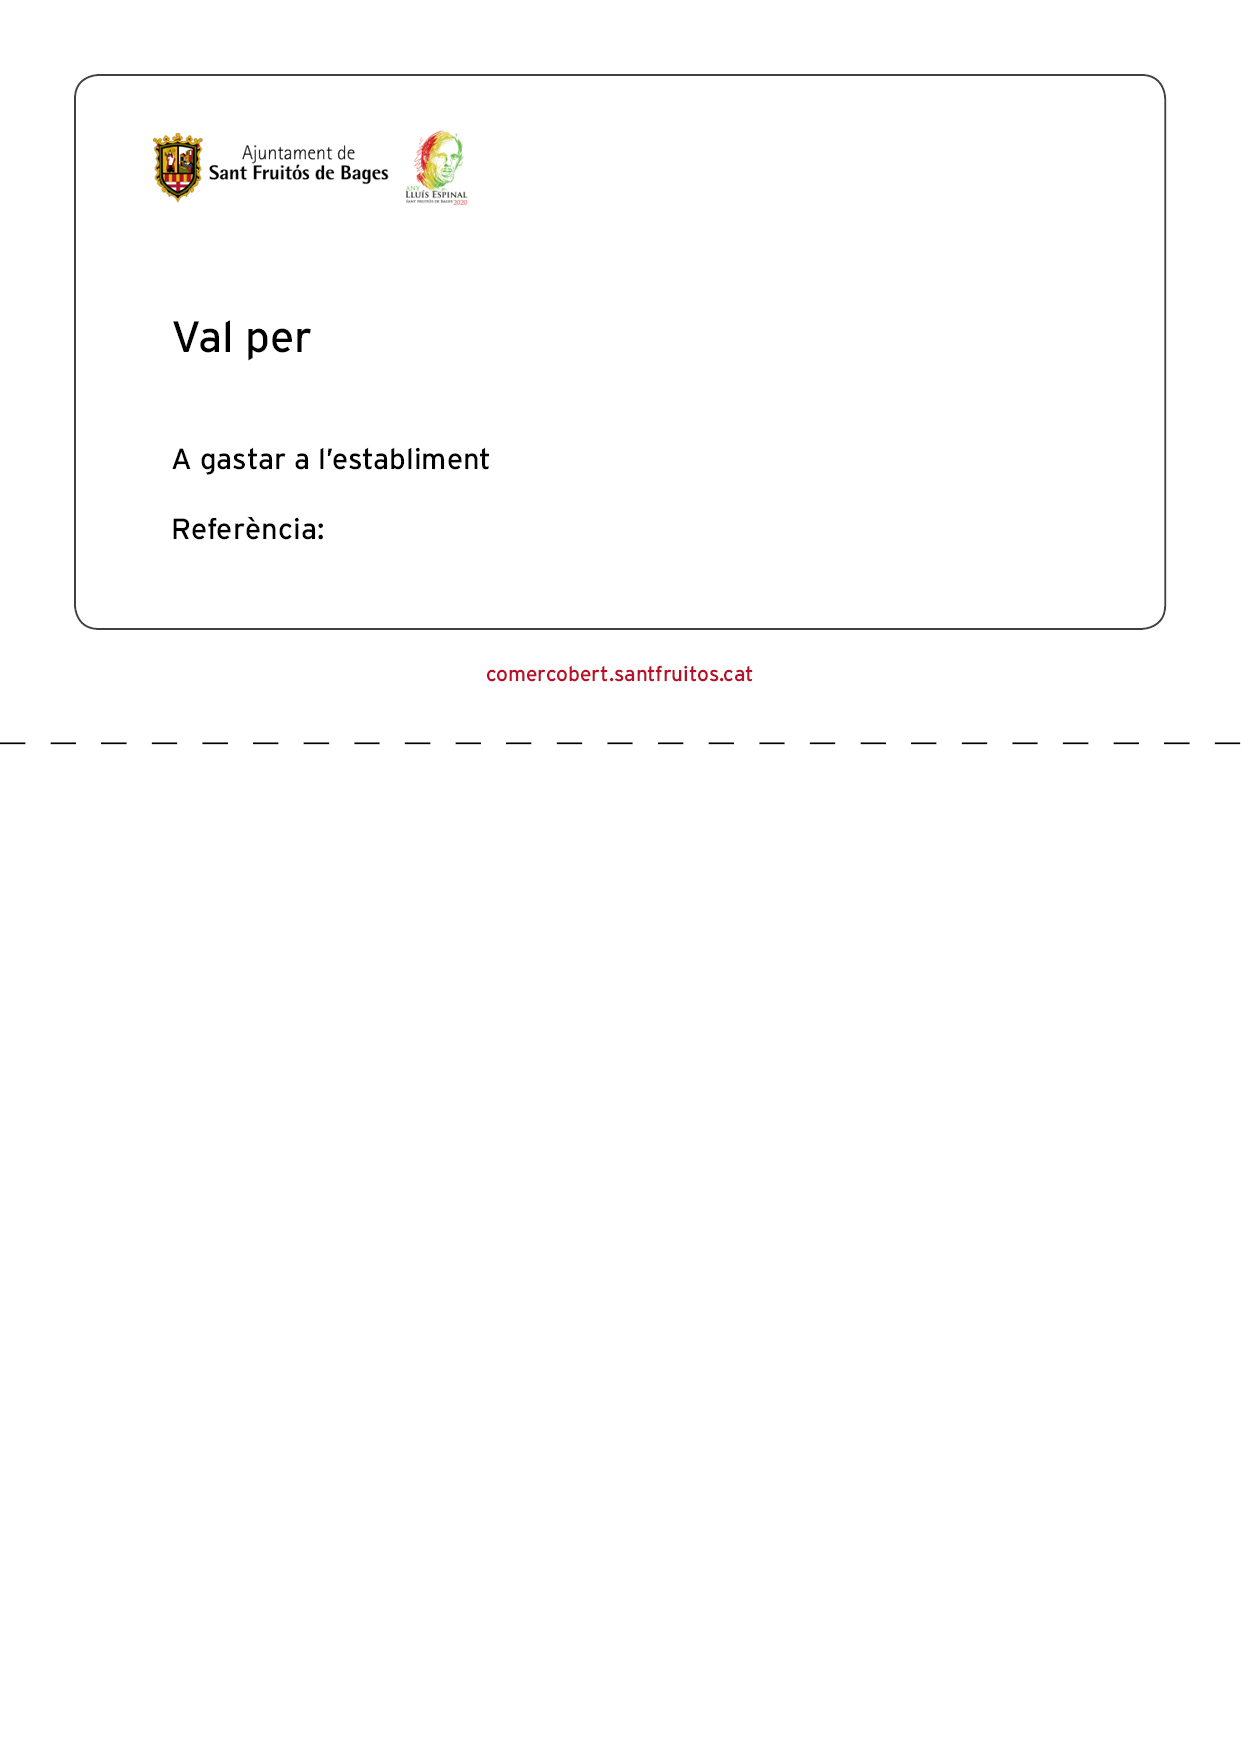 Ajuntament de
Sant Fruitós de Bages
ANY
LLUÍS ESPINAL
SANT FRUITÓS DE BAGES 2020
Val per
A gastar a l’establiment
Referència:
comercobert.santfruitos.cat